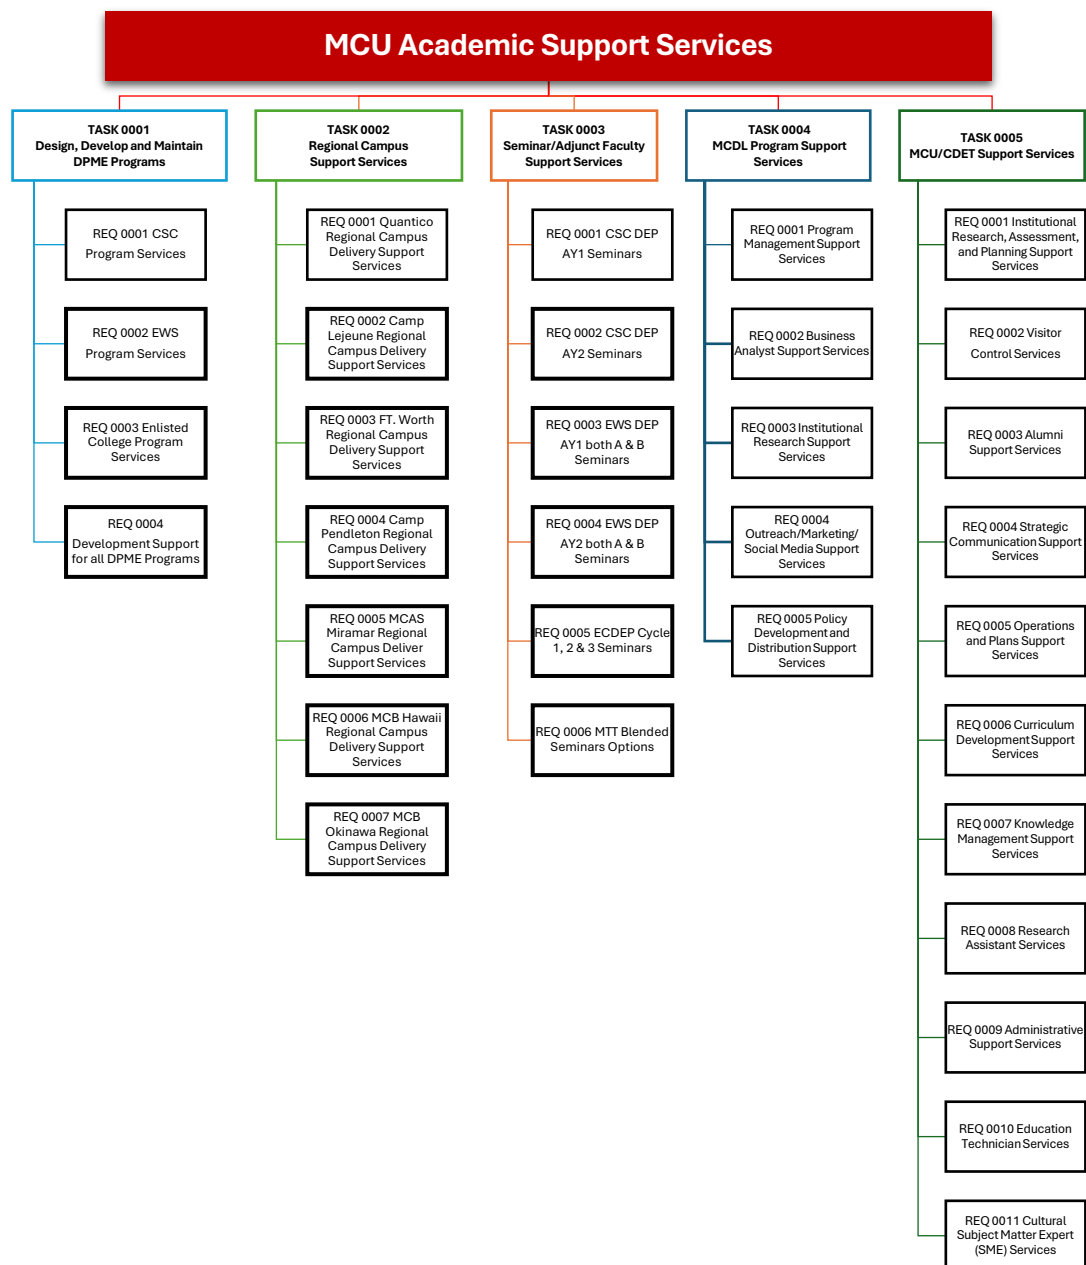 MCU Academic Support Services
TASK 0001
Design, Develop and Maintain
DPME Programs
REQ 0001 CSC
Program Services
REQ 0002 EWS
Program Services
REQ 0003 Enlisted
College Program
Services
REQ 0004
Development Support
for all DPME Programs
TASK 0002
Regional Campus
Support Services
REQ 0001 Quantico
Regional Campus
Delivery Support
Services
REQ 0002 Camp
Lejeune Regional
Campus Delivery
Support Services
REQ 0003 FT. Worth
Regional Campus
Delivery Support
Services
REQ 0004 Camp
Pendleton Regional
Campus Delivery
Support Services
REQ 0005 MCAS
Miramar Regional
Campus Deliver
Support Services
REQ 0006 MCB Hawaii
Regional Campus
Delivery Support
Services
REQ 0007 MCB
Okinawa Regional
Campus Delivery
Support Services
TASK 0003
Seminar/Adjunct Faculty
Support Services
REQ 0001 CSC DEP
AY1 Seminars
REQ 0002 CSC DEP
AY2 Seminars
REQ 0003 EWS DEP
AY1 both A & B
Seminars
REQ 0004 EWS DEP
AY2 both A & B
Seminars
REQ 0005 ECDEP Cycle
1, 2 & 3 Seminars
REQ 0006 MTT Blended
Seminars Options
TASK 0004
MCDL Program Support
Services
REQ 0001 Program
Management Support
Services
REQ 0002 Business
Analyst Support Services
REQ 0003 Institutional
Research Support
Services
REQ 0004
Outreach/Marketing/
Social Media Support
Services
REQ 0005 Policy
Development and
Distribution Support
Services
TASK 0005
MCU/CDET Support Services
REQ 0001 Institutional
Research, Assessment,
and Planning Support
Services
REQ 0002 Visitor
Control Services
REQ 0003 Alumni
Support Services
REQ 0004 Strategic
Communication Support
Services
REQ 0005 Operations
and Plans Support
Services
REQ 0006 Curriculum
Development Support
Services
REQ 0007 Knowledge
Management Support
Services
REQ 0008 Research
Assistant Services
REQ 0009 Administrative
Support Services
REQ 0010 Education
Technician Services
REQ 0011 Cultural
Subject Matter Expert
(SME) Services